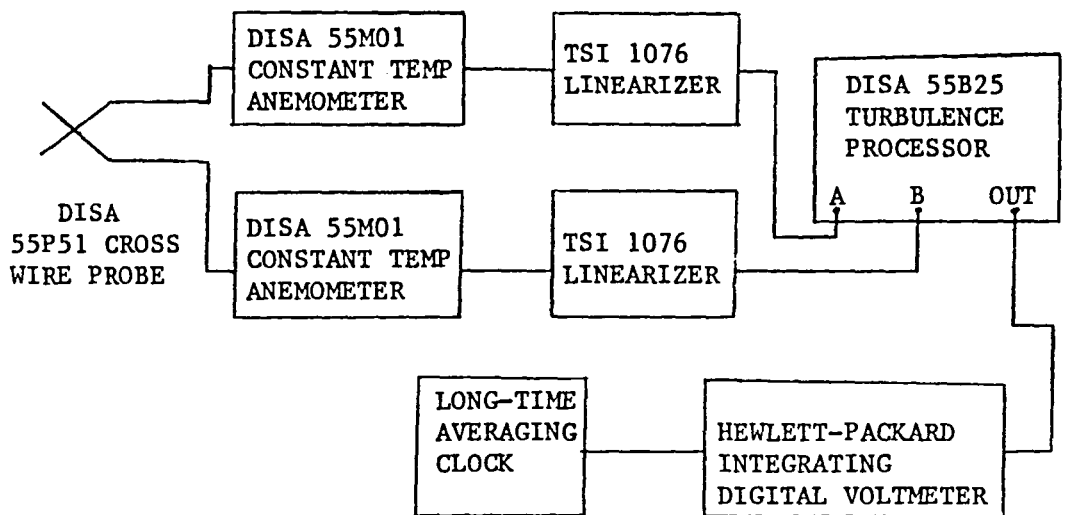 DISA 55M01
CONSTANT TEMP
ANEMOMETER
TSI 1076
LINEARIZER
DISA 55B25
TURBULENCE
PROCESSOR
A B OUT
DISA
55P51 CROSS
WIRE PROBE
DISA 55M01
CONSTANT TEMP
ANEMOMETER
TSI 1076
LINEARIZER
LONG-TIME
AVERAGING
CLOCK
HEWLETT-PACKARD
INTEGRATING
DIGITAL VOLTMETER